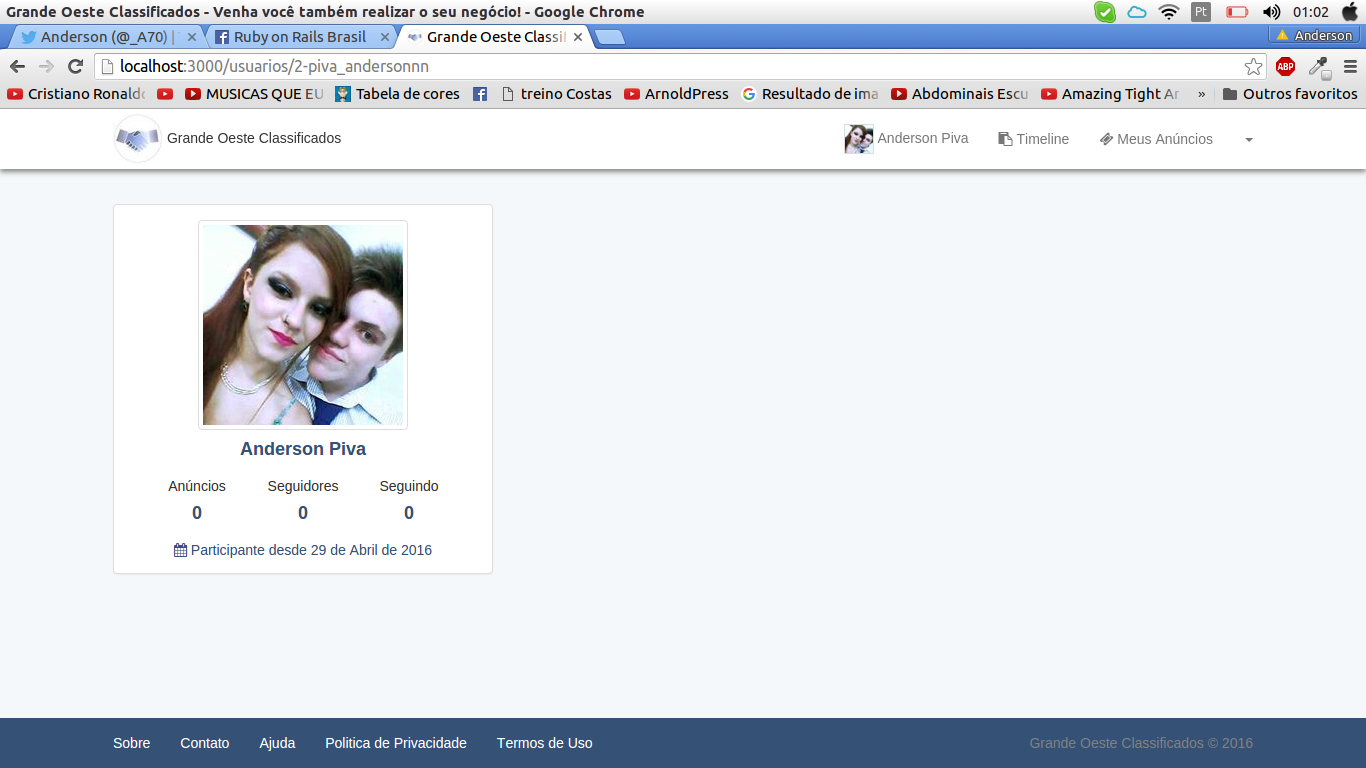 Grande Oeste Classificados - Venha você também realizar o seu negócio! - Google Chrome
Pt
01:02
Anderson (@_A70) |
Ruby on Rails Brasil
Grande Oeste Classif
Anderson
localhost:3000/usuarios/2-piva_andersonnn
ABP
Cristiano Ronaldo
MUSICAS QUE EU
Tabela de cores
treino Costas
ArnoldPress
Resultado de ima
Abdominais Escu
Amazing Tight Ar
»
Outros favoritos
Grande Oeste Classificados
Anderson Piva
Timeline
Meus Anúncios
Anderson Piva
Anúncios Seguidores Seguindo
0 0 0
Participante desde 29 de Abril de 2016
Sobre Contato Ajuda Politica de Privacidade Termos de Uso
Grande Oeste Classificados © 2016